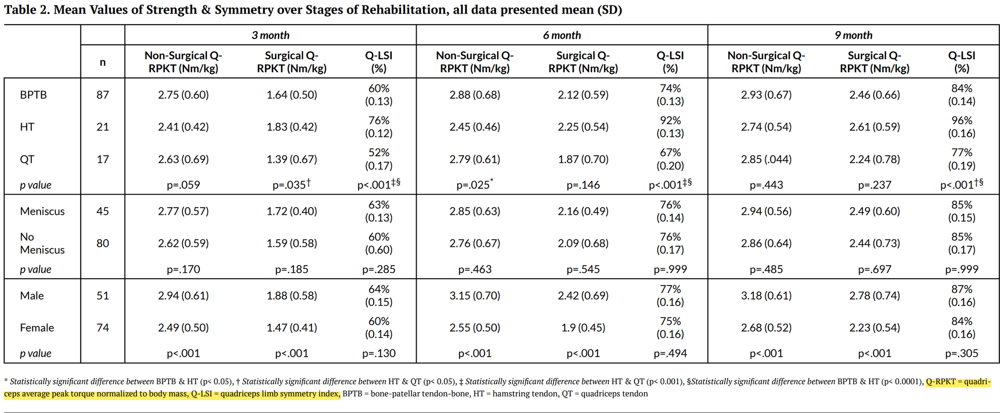 Table 2. Mean Values of Strength & Symmetry over Stages of Rehabilitation, all data presented mean (SD)
3 month 6 month 9 month
n Non-Surgical Q-RPKT (Nm/kg) Surgical Q-RPKT (Nm/kg) Q-LSI (%) Non-Surgical Q-RPKT (Nm/kg) Surgical Q-RPKT (Nm/kg) Q-LSI (%) Non-Surgical Q-RPKT (Nm/kg) Surgical Q-RPKT (Nm/kg) Q-LSI (%)
BPTB 87 2.75 (0.60) 1.64 (0.50) 60% (0.13) 2.88 (0.68) 2.12 (0.59) 74% (0.13) 2.93 (0.67) 2.46 (0.66) 84% (0.14)
HT 21 2.41 (0.42) 1.83 (0.42) 76% (0.12) 2.45 (0.46) 2.25 (0.54) 92% (0.13) 2.74 (0.54) 2.61 (0.59) 96% (0.16)
QT 17 2.63 (0.69) 1.39 (0.67) 52% (0.17) 2.79 (0.61) 1.87 (0.70) 67% (0.20) 2.85 (.044) 2.24 (0.78) 77% (0.19)
p value p=.059 p=.035† p<.001‡§ p=.025* p=.146 p<.001‡§ p=.443 p=.237 p<.001†§
Meniscus 45 2.77 (0.57) 1.72 (0.40) 63% (0.13) 2.85 (0.63) 2.16 (0.49) 76% (0.14) 2.94 (0.56) 2.49 (0.60) 85% (0.15)
No Meniscus 80 2.62 (0.59) 1.59 (0.58) 60% (0.60) 2.76 (0.67) 2.09 (0.68) 76% (0.17) 2.86 (0.64) 2.44 (0.73) 85% (0.17)
p value p=.170 p=.185 p=.285 p=.463 p=.545 p=.999 p=.485 p=.697 p=.999
Male 51 2.94 (0.61) 1.88 (0.58) 64% (0.15) 3.15 (0.70) 2.42 (0.69) 77% (0.16) 3.18 (0.61) 2.78 (0.74) 87% (0.16)
Female 74 2.49 (0.50) 1.47 (0.41) 60% (0.14) 2.55 (0.50) 1.9 (0.45) 75% (0.16) 2.68 (0.52) 2.23 (0.54) 84% (0.16)
p value p<.001 p<.001 p=.130 p<.001 p<.001 p=.494 p<.001 p<.001 p=.305
* Statistically significant difference between BPTB & HT (p< 0.05), † Statistically significant difference between HT & QT (p< 0.05), ‡ Statistically significant difference between HT & QT (p< 0.001), §Statistically significant difference between BPTB & HT (p< 0.0001), Q-RPKT = quadri-
ceps average peak torque normalized to body mass, Q-LSI = quadriceps limb symmetry index, BPTB = bone-patellar tendon-bone, HT = hamstring tendon, QT = quadriceps tendon